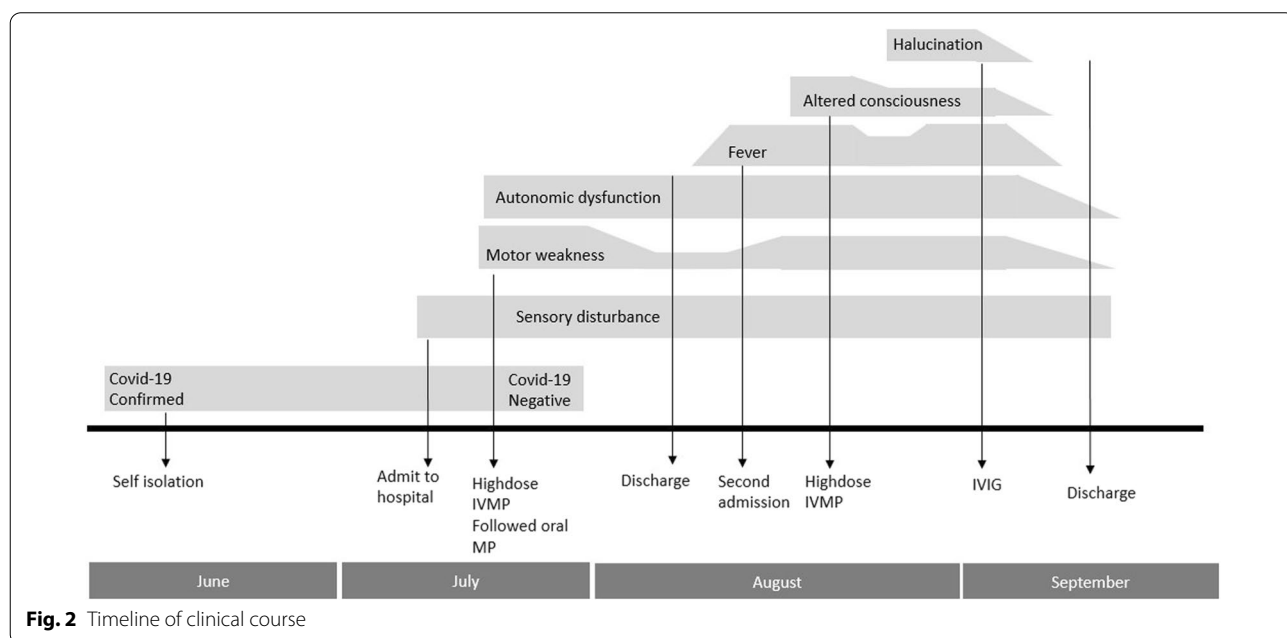 Halucination
Altered consciousness
Fever
Autonomic dysfunction
Motor weakness
Sensory disturbance
Covid-19
Confirmed
Covid-19
Negative
Self isolation
Admit to
hospital
Highdose
IVMP
Followed oral
MP
Discharge
Second
admission
Highdose
IVMP
IVIG
Discharge
June
July
August
September
Fig. 2 Timeline of clinical course